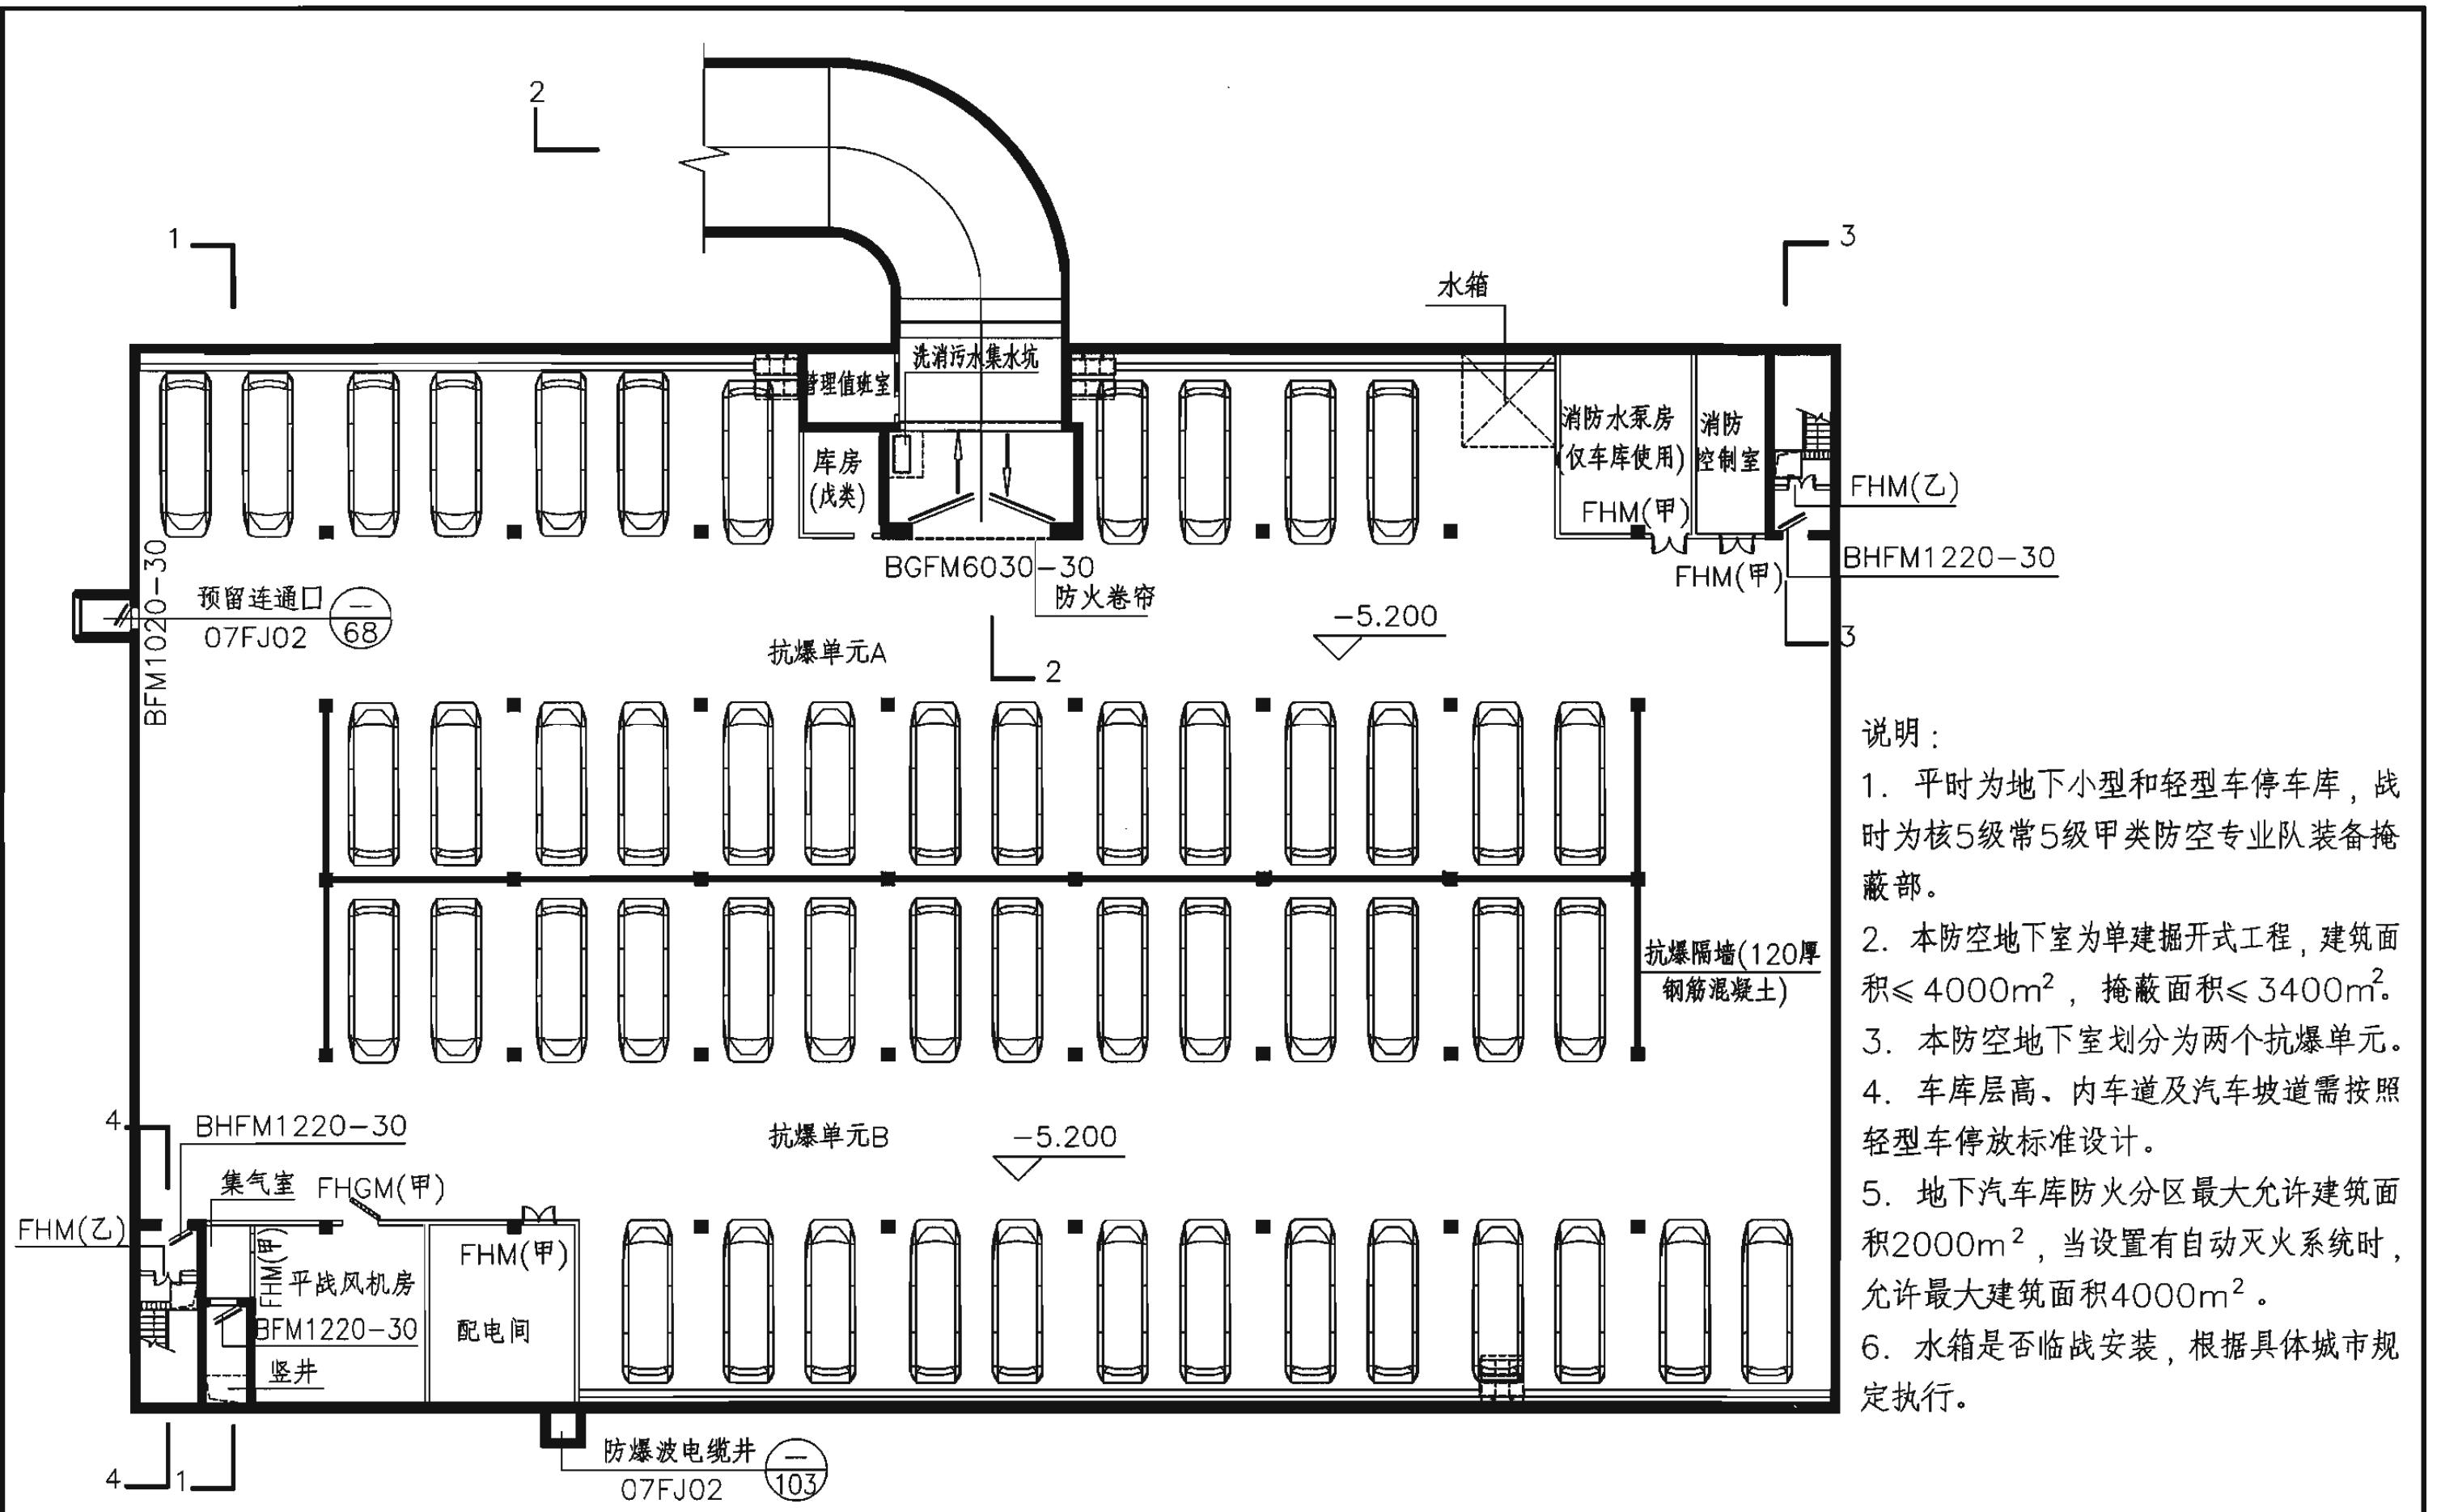 2
1
3
水箱
洗消污水集水坑
管理值班室
消防水泵房
(仅车库使用)
消防
控制室
库房
(戊类)
FHM(乙)
FHM(甲)
BHFM1220-30
FHM(甲)
BGFM6030-30
防火卷帘
BFM1020-30
预留连通口
07FJ02
一
68
-5.200
3
抗爆单元A
2
抗爆隔墙(120厚
钢筋混凝土)
4
BHFM1220-30
抗爆单元B
-5.200
集气室
FHGM(甲)
FHM(乙)
FHM(甲)
FHM(甲)
平战风机房
配电间
BFM1220-30
竖井
防爆波电缆井
07FJ02
一
103
4
1
说明：
1. 平时为地下小型和轻型车停车库，战
时为核5级常5级甲类防空专业队装备掩
蔽部。
2. 本防空地下室为单建掘开式工程，建筑面
积≤4000m²，掩蔽面积≤3400m²。
3. 本防空地下室划分为两个抗爆单元。
4. 车库层高、内车道及汽车坡道需按照
轻型车停放标准设计。
5. 地下汽车库防火分区最大允许建筑面
积2000m²，当设置有自动灭火系统时，
允许最大建筑面积4000m²。
6. 水箱是否临战安装，根据具体城市规
定执行。